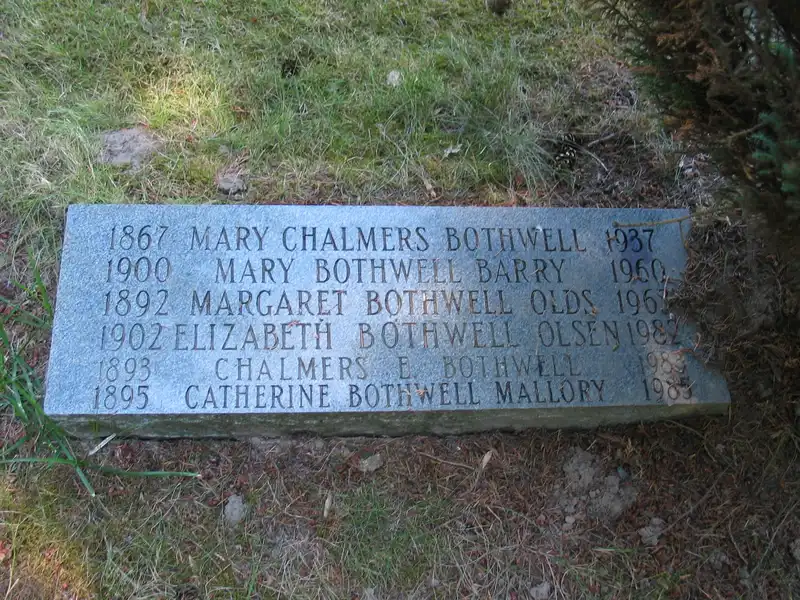 1867 MARY CHALMERS BOTHWELL 1937
1900 MARY BOTHWELL BARRY 1960
1892 MARGARET BOTHWELL OLDS
1902 ELIZABETH BOTHWELL OLSEN 1982
1893 CHALMERS E. BOTHWELL
1895 CATHERINE BOTHWELL MALLORY 1985